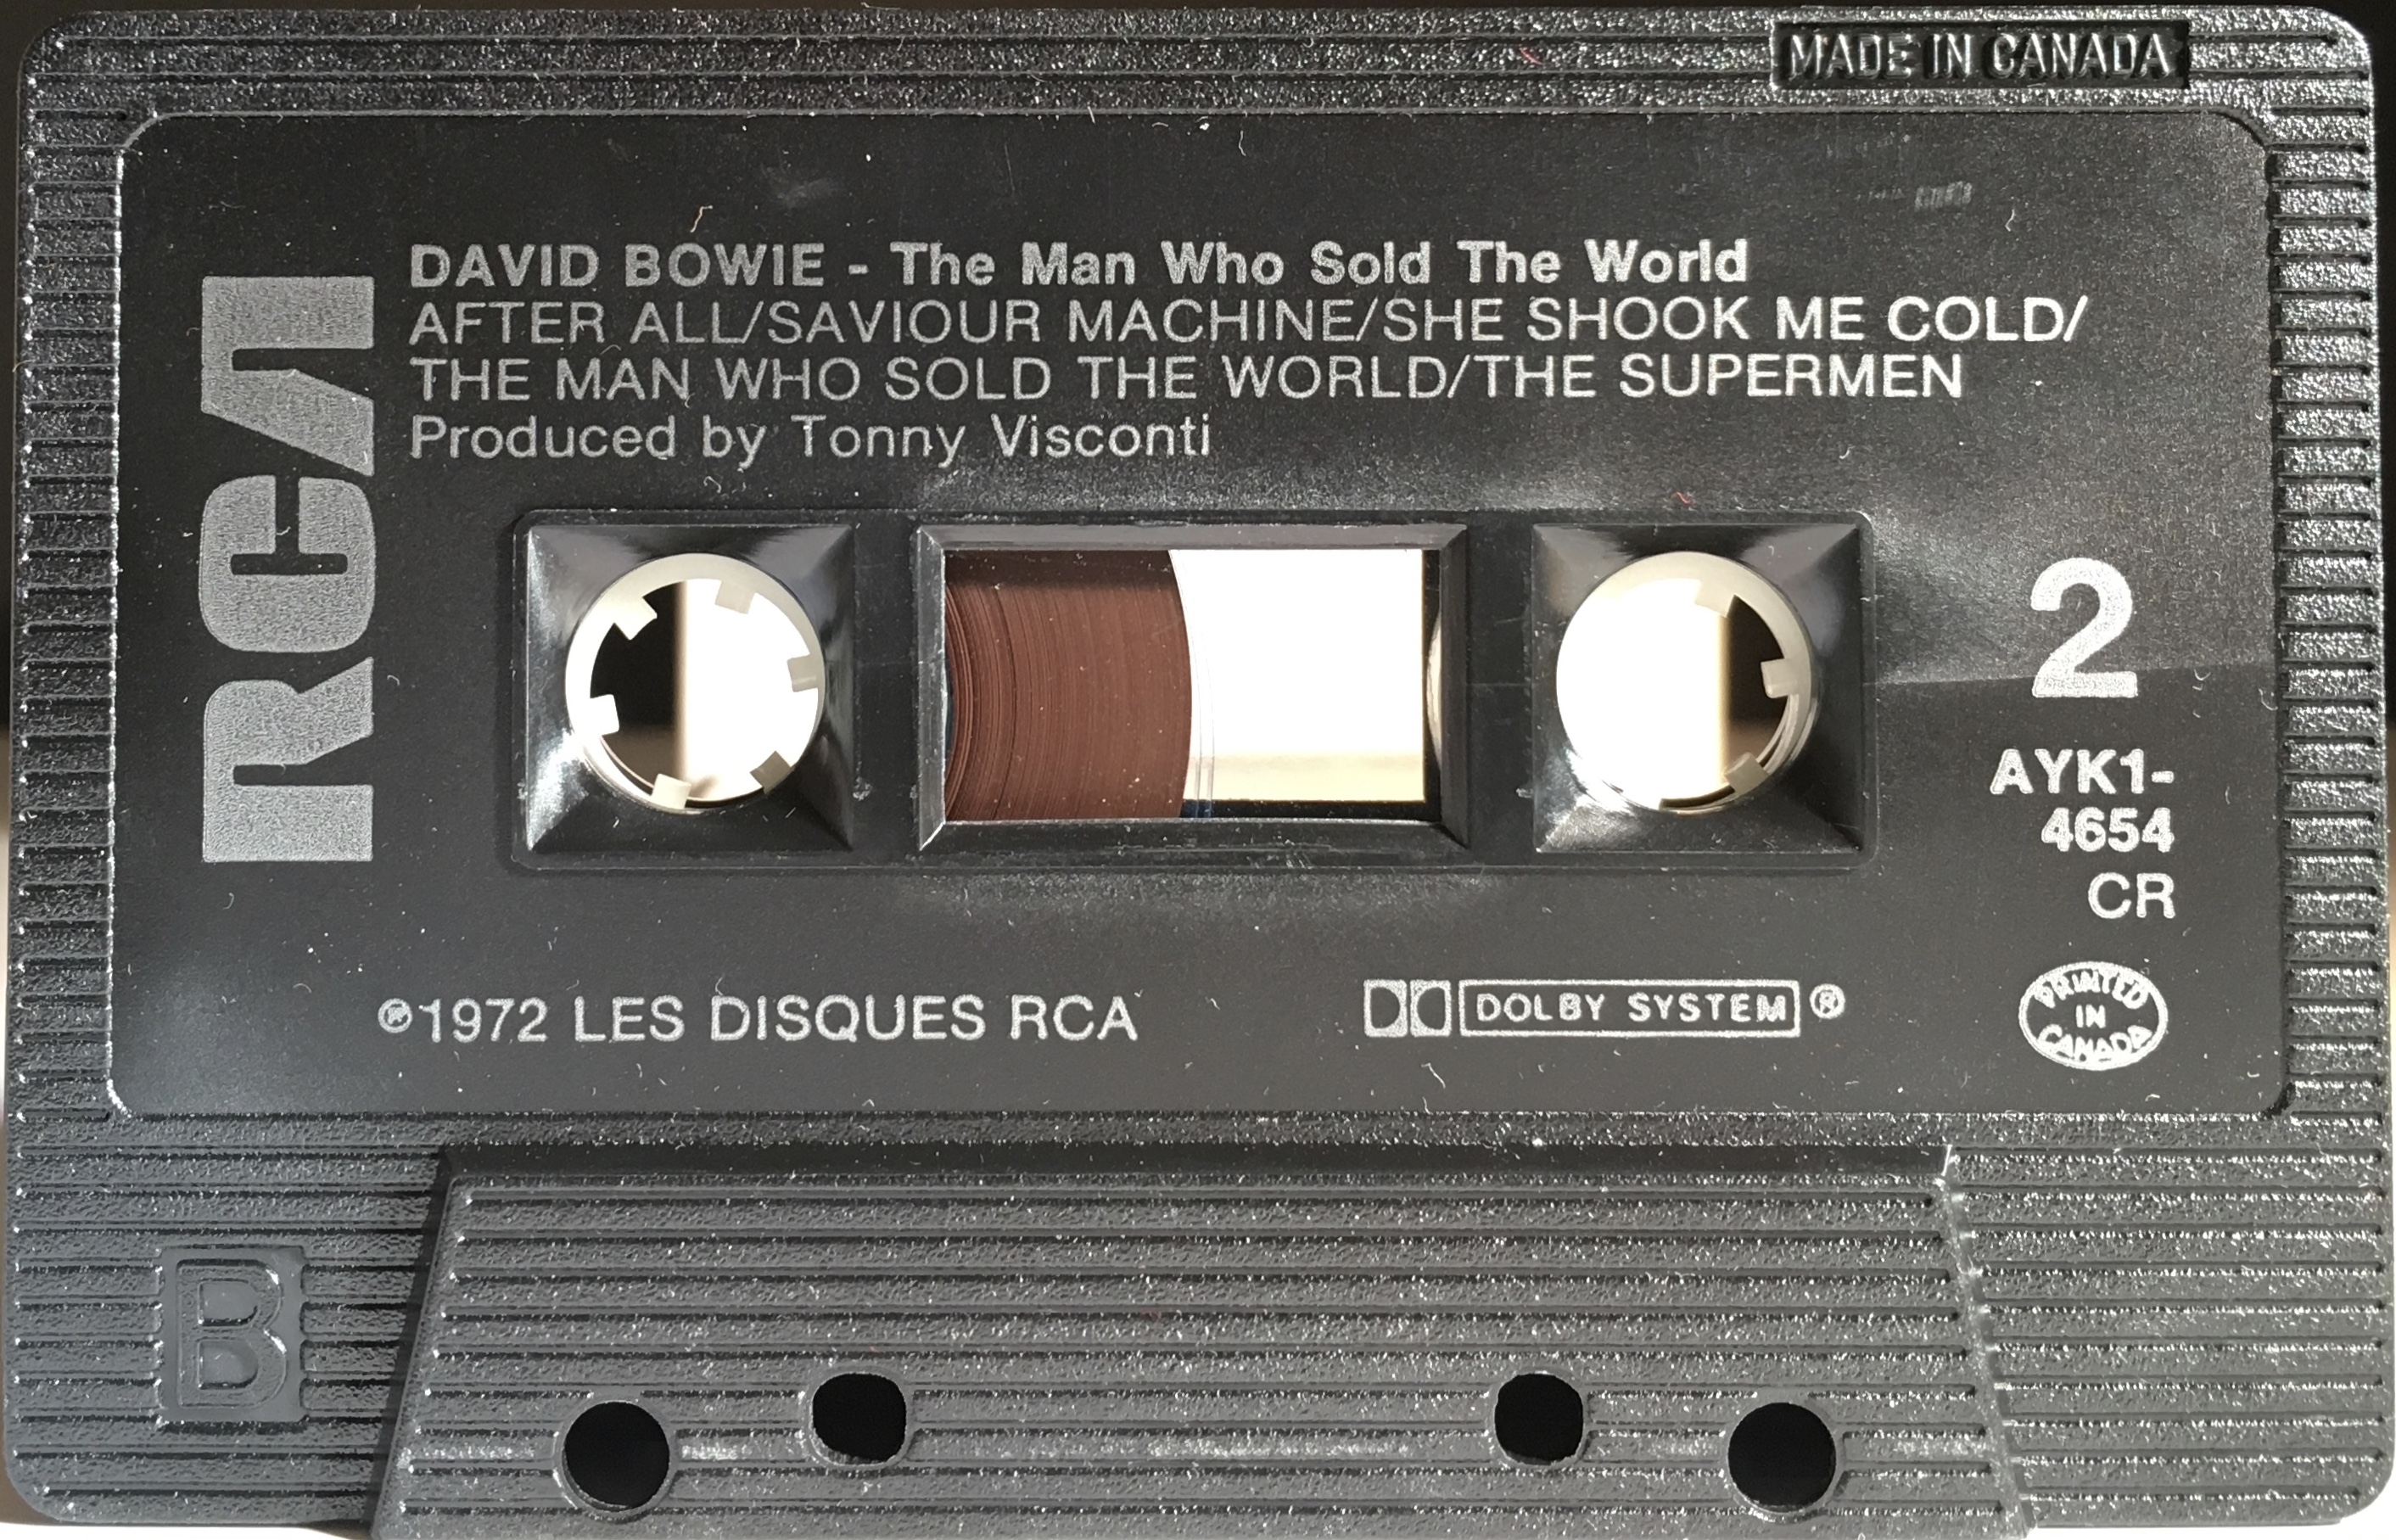 MADE IN CANADA
RCA
DAVID BOWIE - The Man Who Sold The World
AFTER ALL/SAVIOUR MACHINE/SHE SHOOK ME COLD/
THE MAN WHO SOLD THE WORLD/THE SUPERMEN
Produced by Tonny Visconti
2
AYK1-
4654
CR
℗1972 LES DISQUES RCA
DOLBY SYSTEM®
PRINTED
IN
CANADA
B